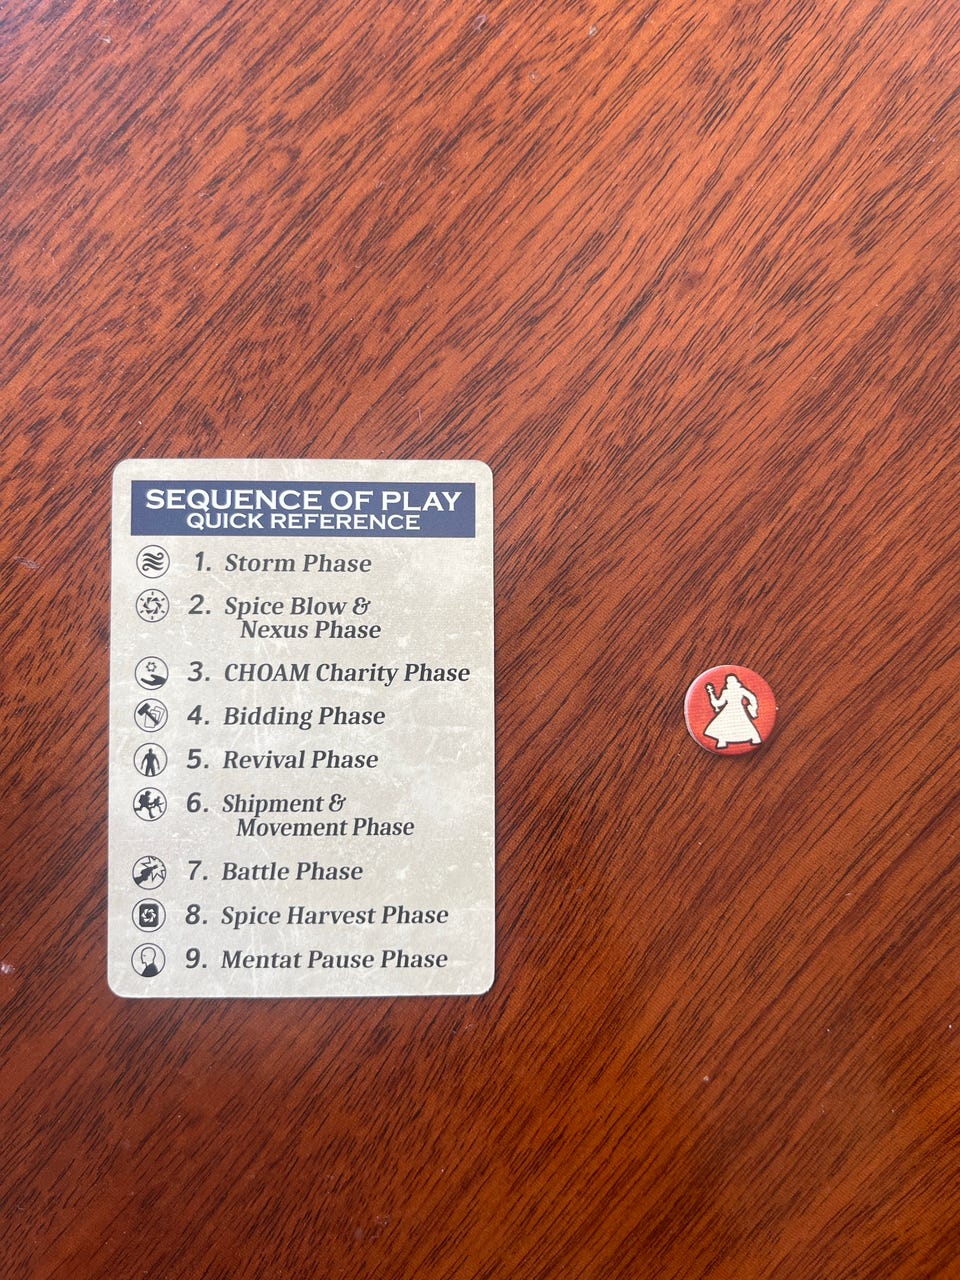 SEQUENCE OF PLAY
QUICK REFERENCE
1. Storm Phase
2. Spice Blow &
Nexus Phase
3. CHOAM Charity Phase
4. Bidding Phase
5. Revival Phase
6. Shipment &
Movement Phase
7. Battle Phase
8. Spice Harvest Phase
9. Mentat Pause Phase